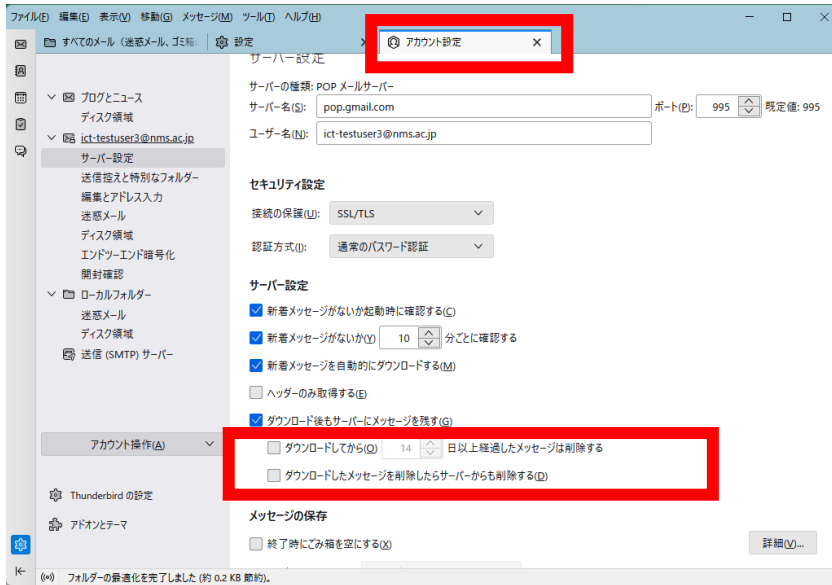 ファイル(F) 編集(E) 表示(V) 移動(G) メッセージ(M) ツール(T) ヘルプ(H)
すべてのメール（迷惑メール、ゴミ箱
設定
アカウント設定
サーバー設定
サーバーの種類: POP メールサーバー
サーバー名(S): pop.gmail.com ポート(P): 995 既定値: 995
ユーザー名(N): ict-testuser3@nms.ac.jp
セキュリティ設定
接続の保護(U): SSL/TLS
認証方式(I): 通常のパスワード認証
サーバー設定
新着メッセージがないか起動時に確認する(C)
新着メッセージがないか(Y) 10 分ごとに確認する
新着メッセージを自動的にダウンロードする(M)
ヘッダーのみ取得する(E)
ダウンロード後もサーバーにメッセージを残す(G)
ダウンロードしてから(O) 14 日以上経過したメッセージは削除する
ダウンロードしたメッセージを削除したらサーバーからも削除する(D)
メッセージの保存
終了時にごみ箱を空にする(X)
詳細(V)...
ブログとニュース
ディスク領域
ict-testuser3@nms.ac.jp
サーバー設定
送信控えと特別なフォルダー
編集とアドレス入力
迷惑メール
ディスク領域
エンドツーエンド暗号化
開封確認
ローカルフォルダー
迷惑メール
ディスク領域
送信 (SMTP) サーバー
アカウント操作(A)
Thunderbird の設定
アドオンとテーマ
フォルダーの最適化を完了しました (約 0.2 KB 節約)。